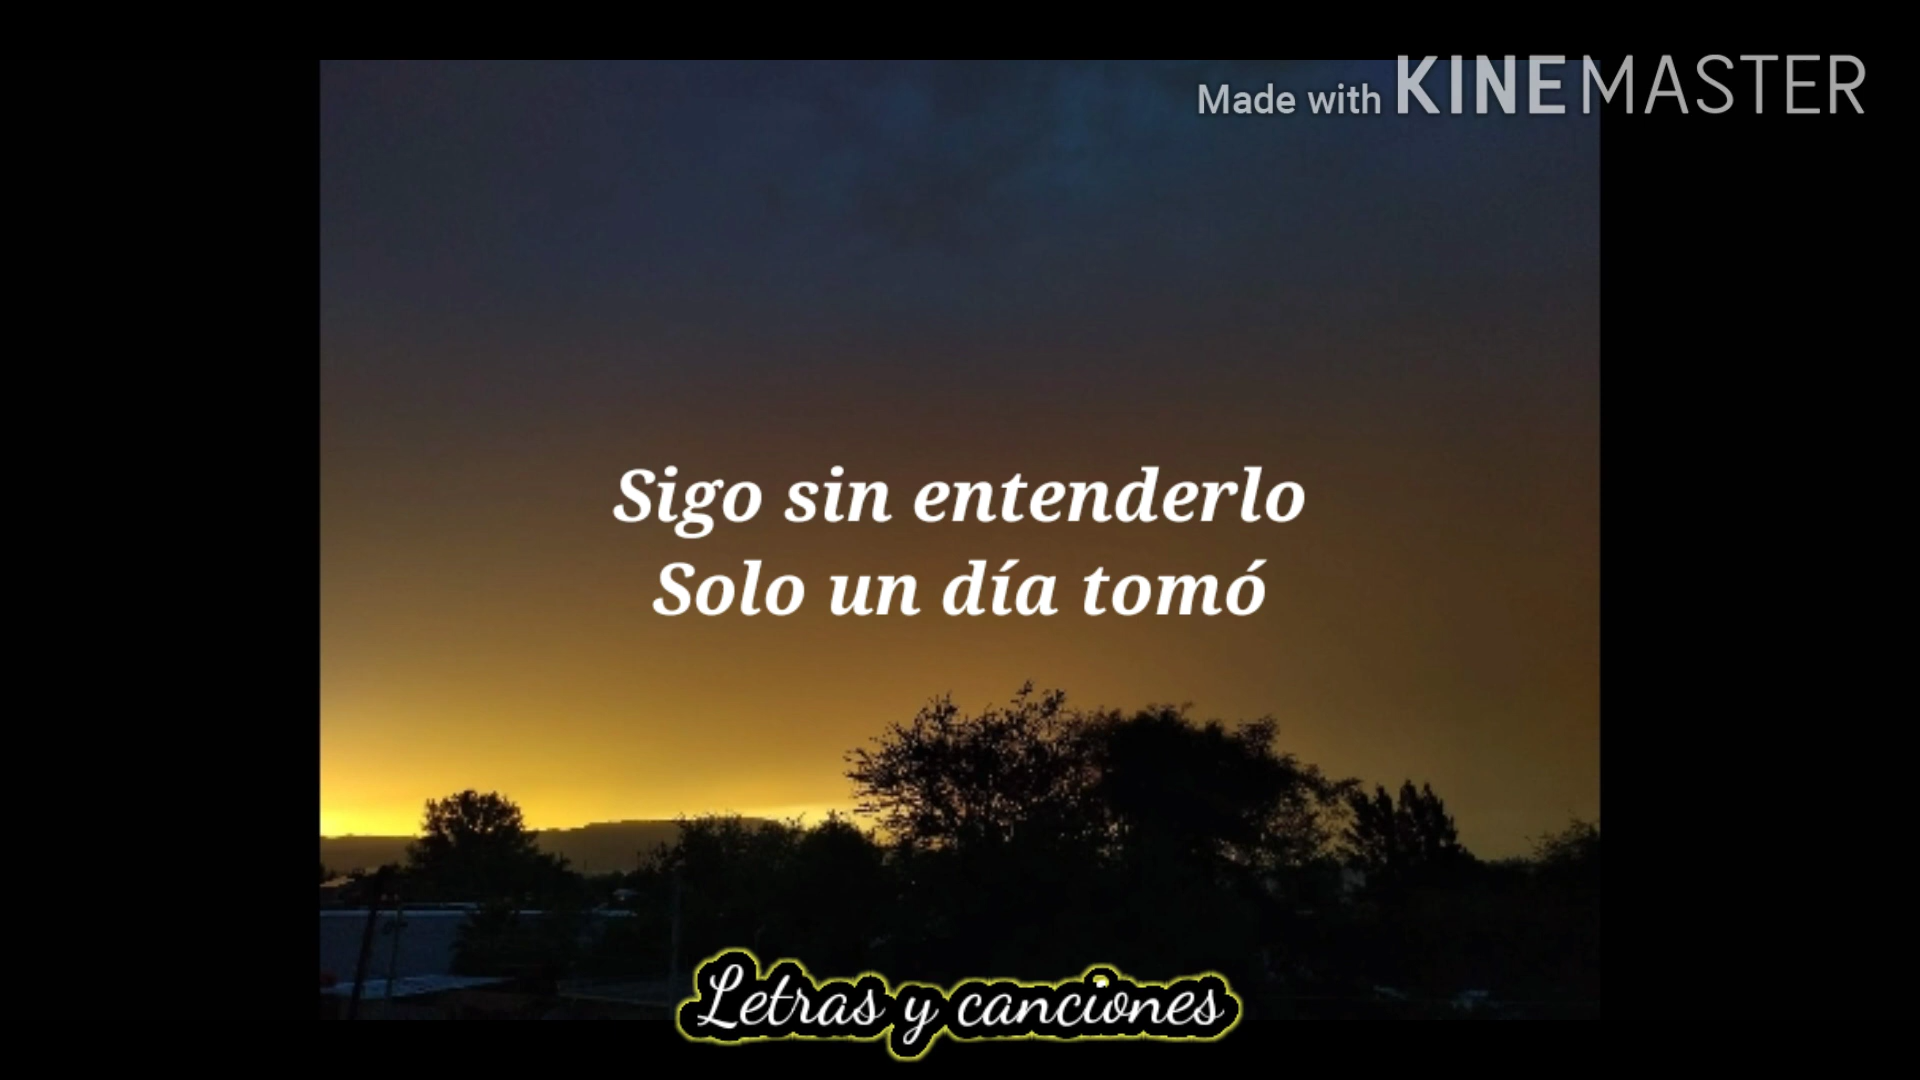 Made with KINEMASTER
Sigo sin entenderlo
Solo un día tomó
Letras y canciones